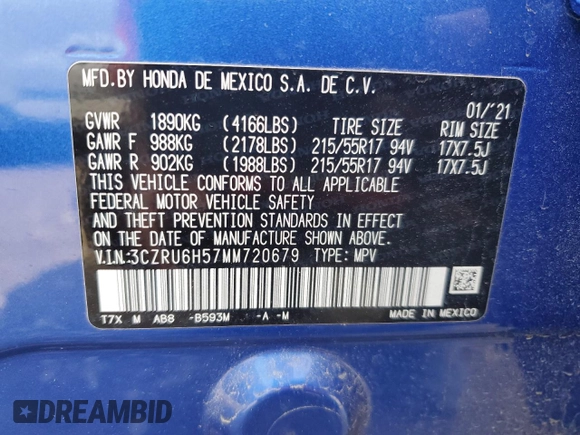 MFD.BY HONDA DE MEXICO S.A. DE C.V.
01/'21
GVWR 1890KG (4166LBS) TIRE SIZE RIM SIZE
GAWR F 988KG (2178LBS) 215/55R17 94V 17X7.5J
GAWR R 902KG (1988LBS) 215/55R17 94V 17X7.5J
THIS VEHICLE CONFORMS TO ALL APPLICABLE
FEDERAL MOTOR VEHICLE SAFETY
AND THEFT PREVENTION STANDARDS IN EFFECT
ON THE DATE OF MANUFACTURE SHOWN ABOVE.
V.I.N.:3CZRU6H57MM720679 TYPE: MPV
T7X M AB8 -B593M -A -M
MADE IN MEXICO
DREAMBID